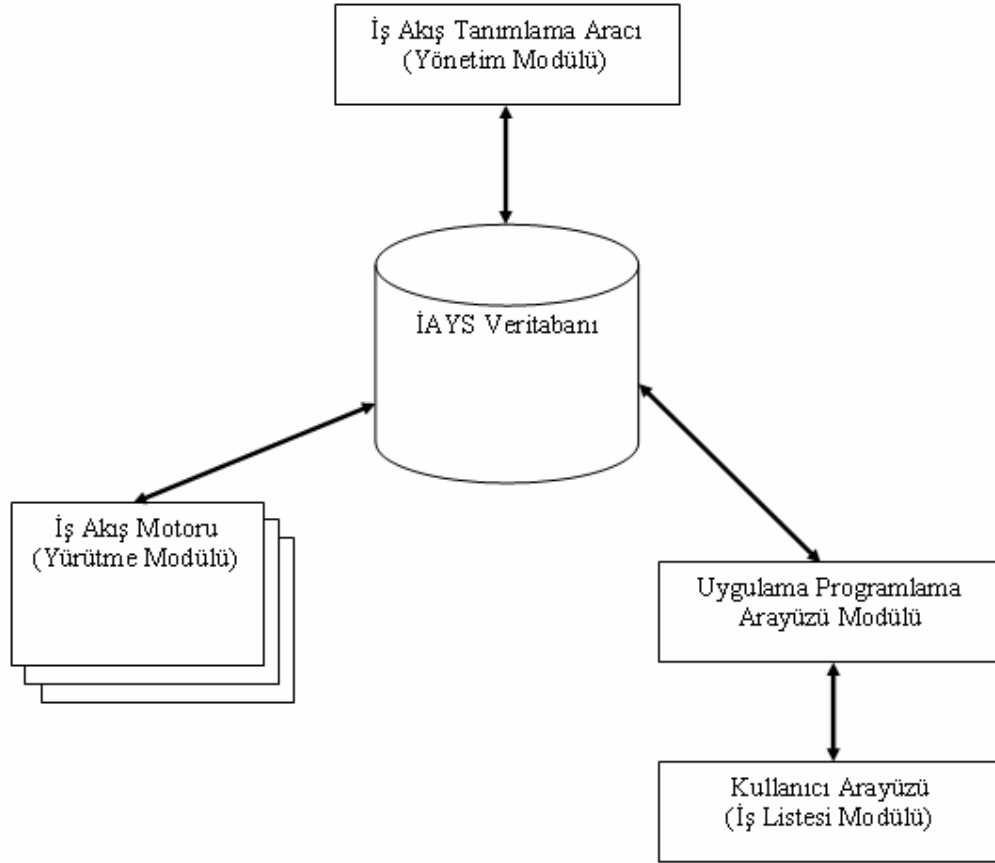 İş Akış Tanımlama Aracı
(Yönetim Modülü)
İAYS Veritabanı
İş Akış Motoru
(Yürütme Modülü)
Uygulama Programlama
Arayüzü Modülü
Kullanıcı Arayüzü
(İş Listesi Modülü)